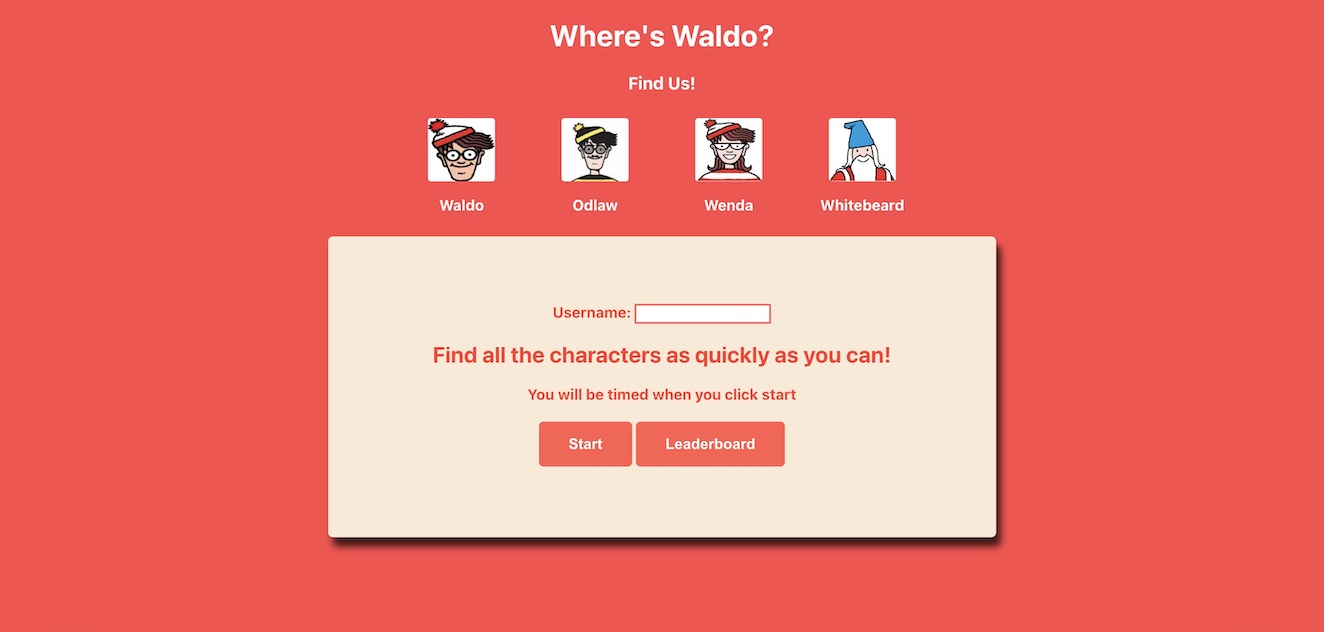 Where's Waldo?
Find Us!
Waldo Odlaw Wenda Whitebeard
Username:
Find all the characters as quickly as you can!
You will be timed when you click start
Start Leaderboard